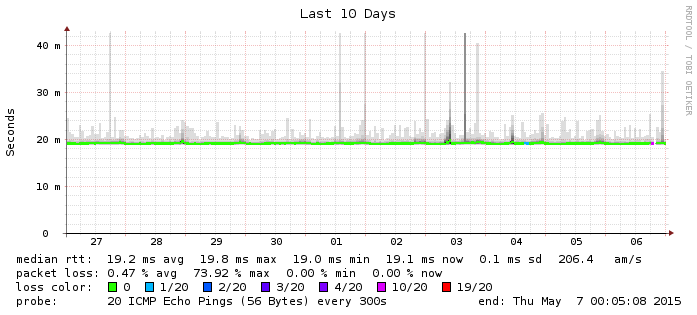 Last 10 Days
RRDTOOL / TOBI OETIKER
Seconds
40 m
30 m
20 m
10 m
0
27 28 29 30 01 02 03 04 05 06
median rtt: 19.2 ms avg 19.8 ms max 19.0 ms min 19.1 ms now 0.1 ms sd 206.4 am/s
packet loss: 0.47 % avg 73.92 % max 0.00 % min 0.00 % now
loss color: 0 1/20 2/20 3/20 4/20 10/20 19/20
probe: 20 ICMP Echo Pings (56 Bytes) every 300s end: Thu May 7 00:05:08 2015